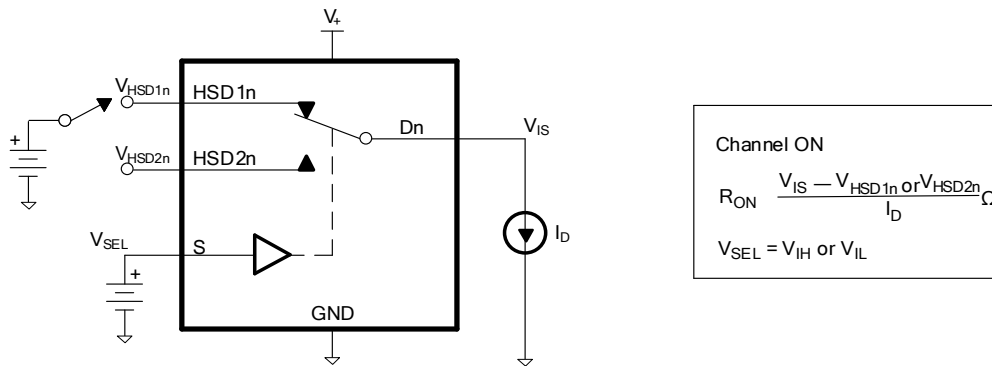 V+
VHSD1n
HSD1n
VIS
Dn
+
VHSD2n
HSD2n
VSEL
S
+
ID
GND
Channel ON
RON VIS — VHSD1n or VHSD2n
ID
Ω
VSEL = VIH or VIL